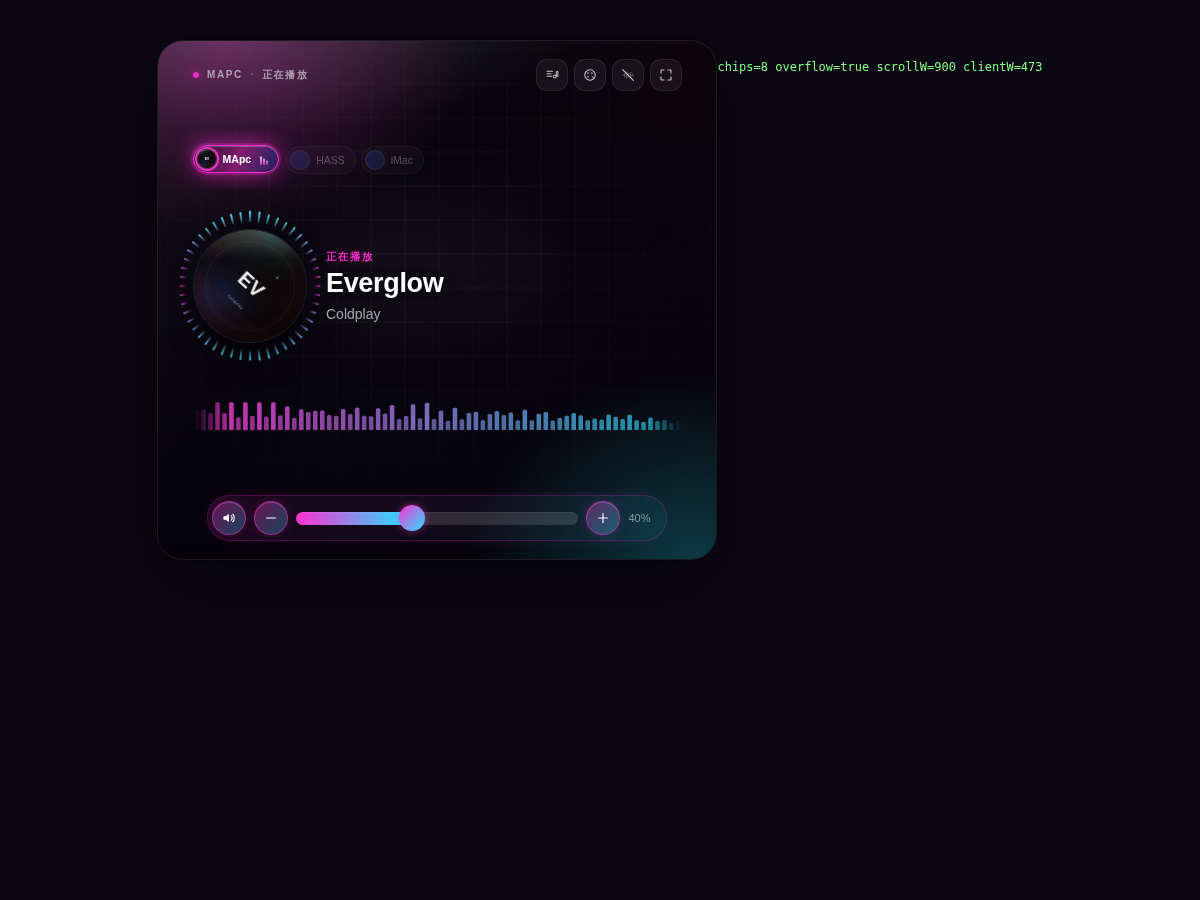 MAPC · 正在播放
chips=8 overflow=true scrollW=900 clientW=473
MApc
HASS
iMac
EV
正在播放
Everglow
Coldplay
40%